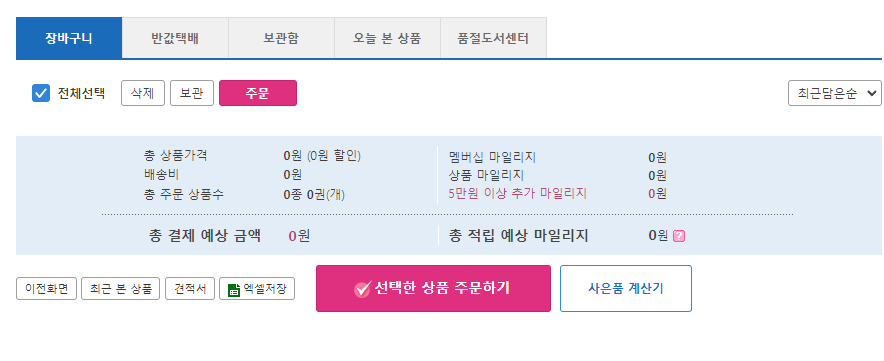 장바구니 반값택배 보관함 오늘 본 상품 품절도서센터
전체선택 삭제 보관 주문 최근담은순
총 상품가격 0원 (0원 할인) 멤버십 마일리지 0원
배송비 0원 상품 마일리지 0원
총 주문 상품수 0종 0권(개) 5만원 이상 추가 마일리지 0원
총 결제 예상 금액 0원 총 적립 예상 마일리지 0원 ?
이전화면 최근 본 상품 견적서 엑셀저장 선택한 상품 주문하기 사은품 계산기